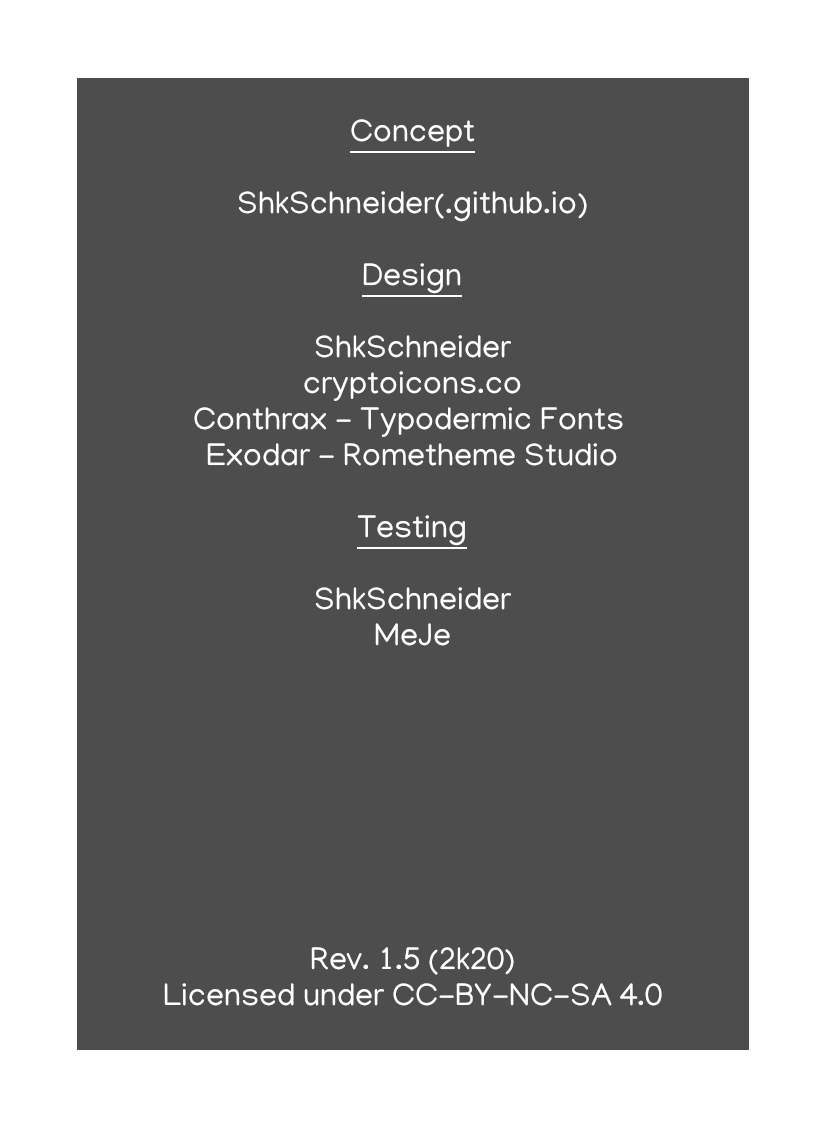 Concept
ShkSchneider(.github.io)
Design
ShkSchneider
cryptoicons.co
Conthrax - Typodermic Fonts
Exodar - Rometheme Studio
Testing
ShkSchneider
MeJe
Rev. 1.5 (2k20)
Licensed under CC-BY-NC-SA 4.0